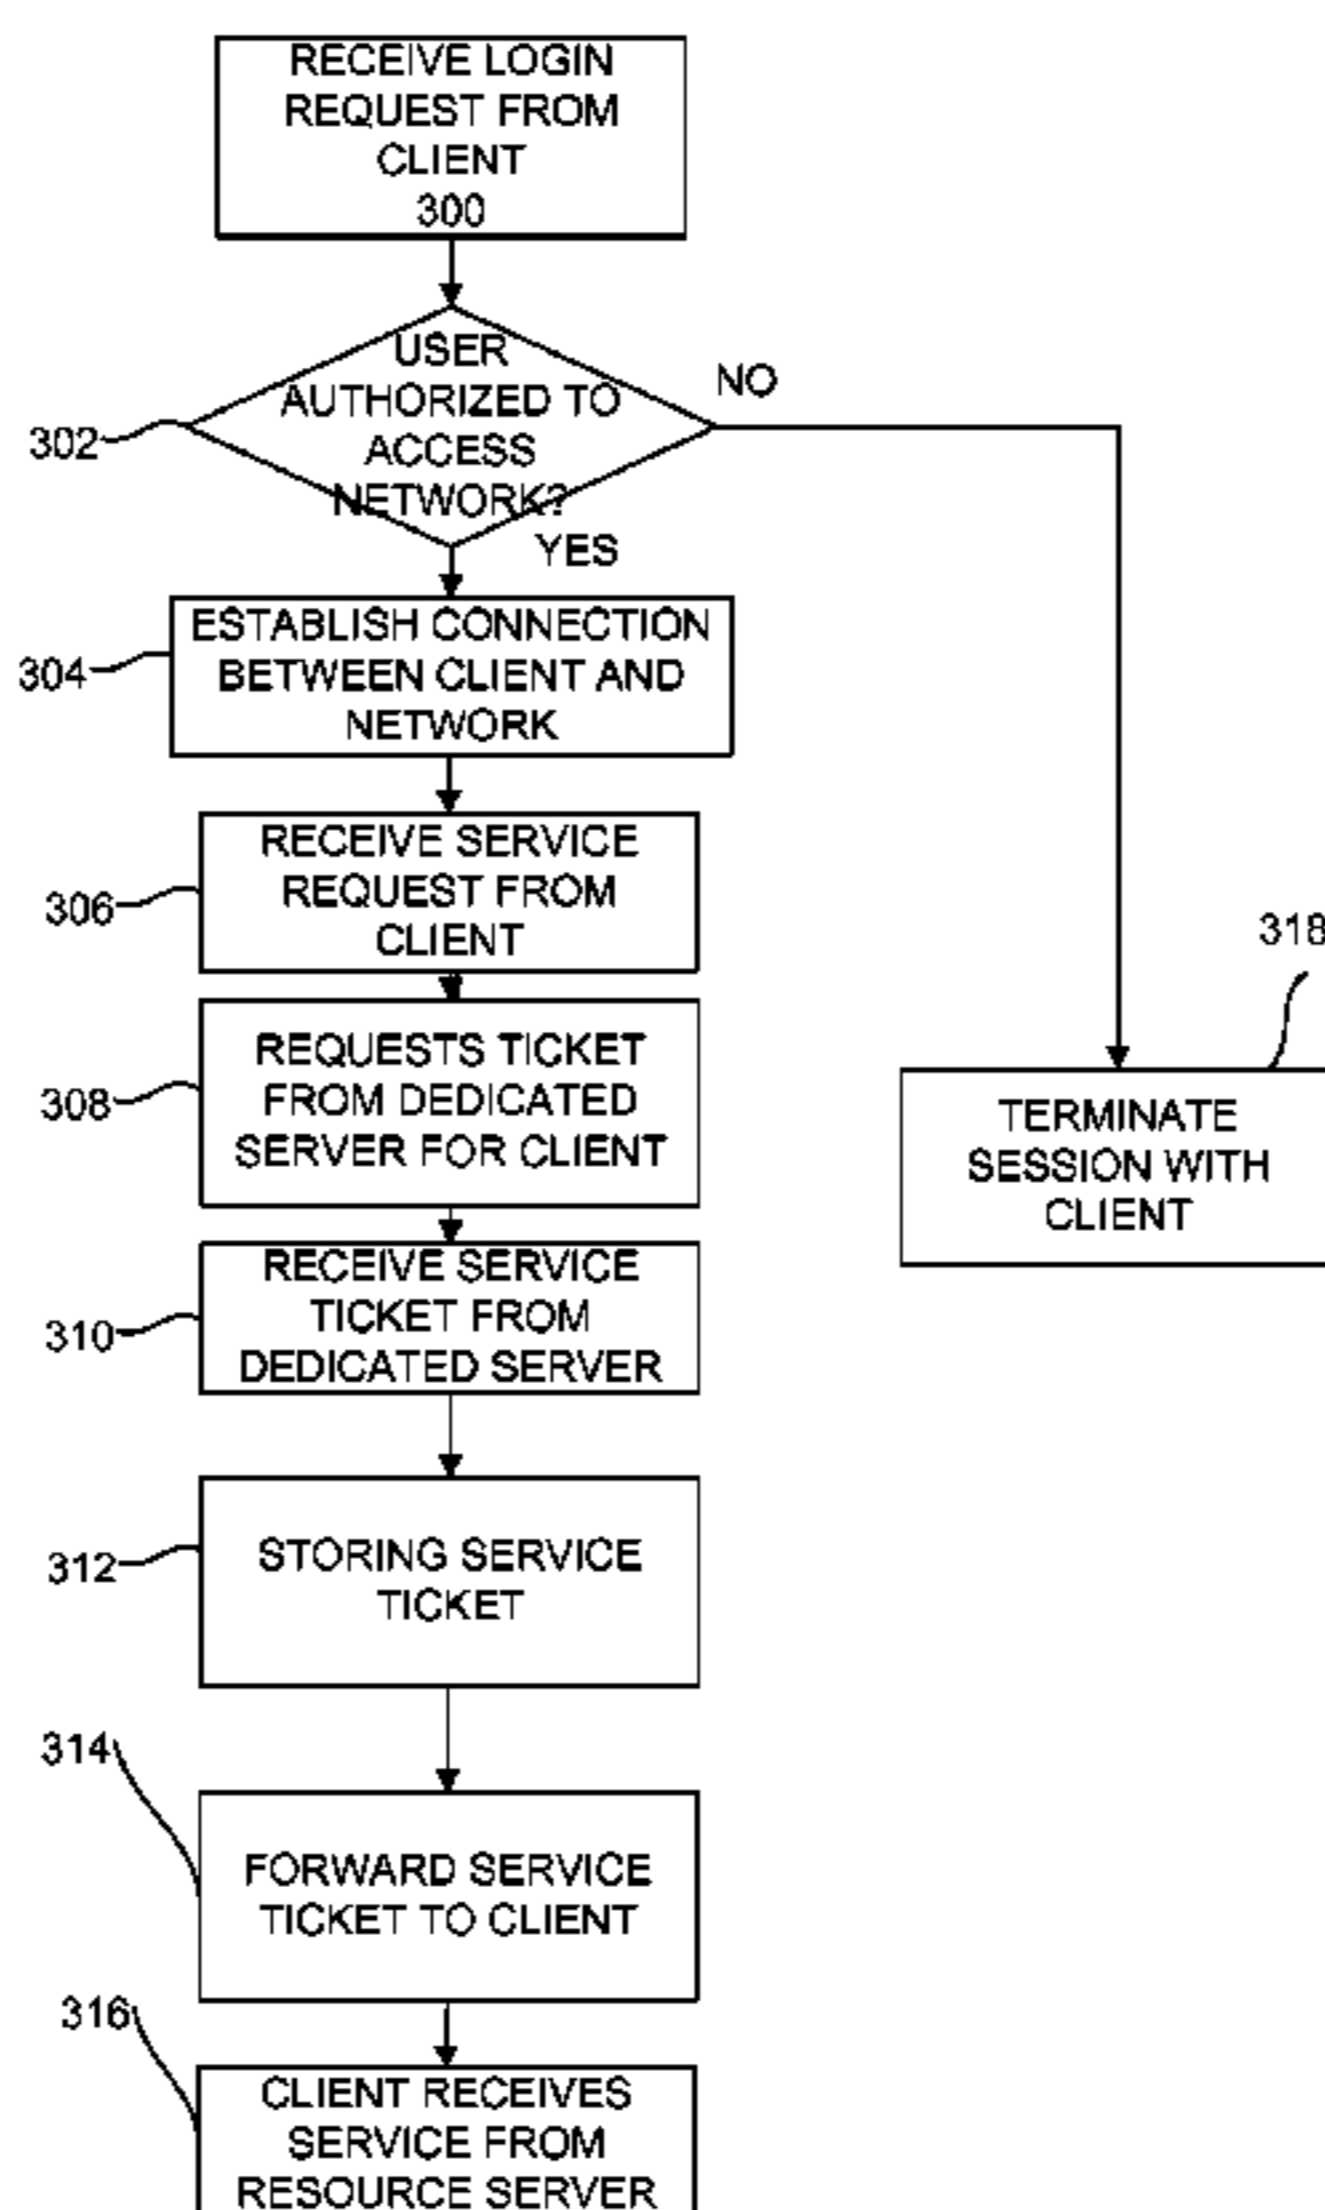 RECEIVE LOGIN
REQUEST FROM
CLIENT
300
USER
AUTHORIZED TO
ACCESS
NETWORK?
NO
302
YES
ESTABLISH CONNECTION
BETWEEN CLIENT AND
NETWORK
304
RECEIVE SERVICE
REQUEST FROM
CLIENT
306
REQUESTS TICKET
FROM DEDICATED
SERVER FOR CLIENT
308
RECEIVE SERVICE
TICKET FROM
DEDICATED SERVER
310
STORING SERVICE
TICKET
312
314
FORWARD SERVICE
TICKET TO CLIENT
316
CLIENT RECEIVES
SERVICE FROM
RESOURCE SERVER
318
TERMINATE
SESSION WITH
CLIENT